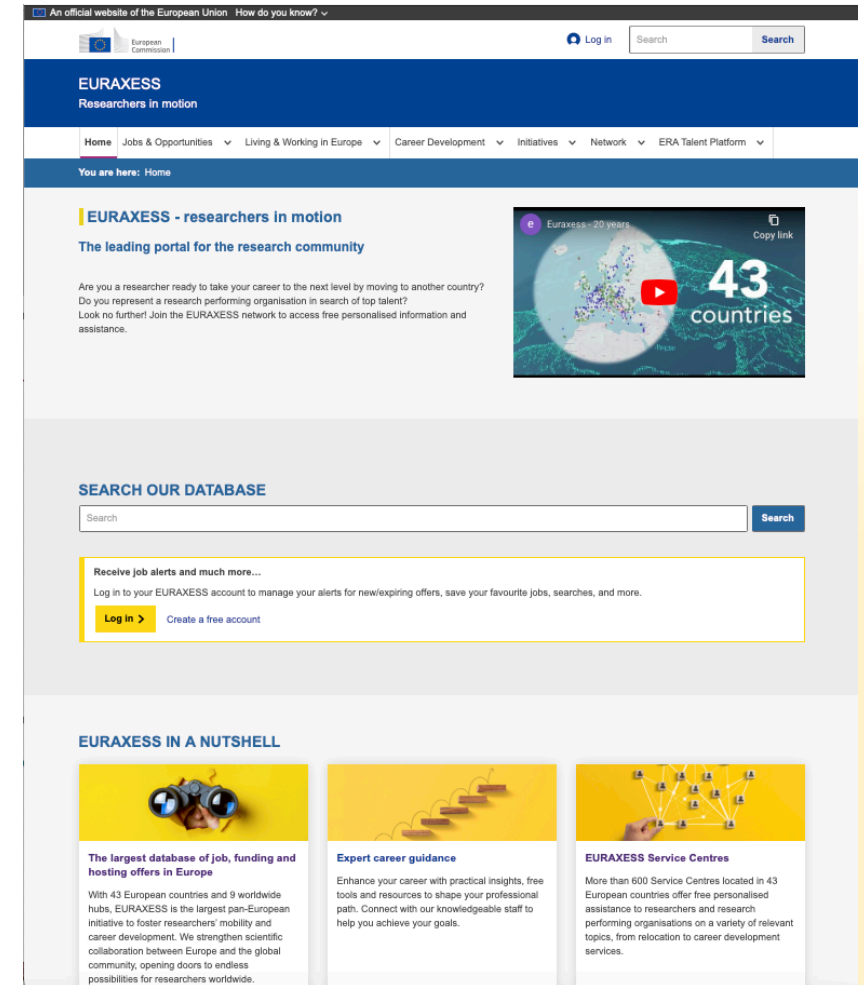 An official website of the European Union How do you know?
European
Commission
Log in
Search
Search
EURAXESS
Researchers in motion
Home
Jobs & Opportunities
Living & Working in Europe
Career Development
Initiatives
Network
ERA Talent Platform
You are here: Home
EURAXESS - researchers in motion
The leading portal for the research community
Are you a researcher ready to take your career to the next level by moving to another country?
Do you represent a research performing organisation in search of top talent?
Look no further! Join the EURAXESS network to access free personalised information and
assistance.
e
Euraxess - 20 years
Copy link
43
countries
SEARCH OUR DATABASE
Search
Search
Receive job alerts and much more…
Log in to your EURAXESS account to manage your alerts for new/expiring offers, save your favourite jobs, searches, and more.
Log in
Create a free account
EURAXESS IN A NUTSHELL
The largest database of job, funding and
hosting offers in Europe
With 43 European countries and 9 worldwide
hubs, EURAXESS is the largest pan-European
initiative to foster researchers' mobility and
career development. We strengthen scientific
collaboration between Europe and the global
community, opening doors to endless
possibilities for researchers worldwide.
Expert career guidance
Enhance your career with practical insights, free
tools and resources to shape your professional
path. Connect with our knowledgeable staff to
help you achieve your goals.
EURAXESS Service Centres
More than 600 Service Centres located in 43
European countries offer free personalised
assistance to researchers and research
performing organisations on a variety of relevant
topics, from relocation to career development
services.